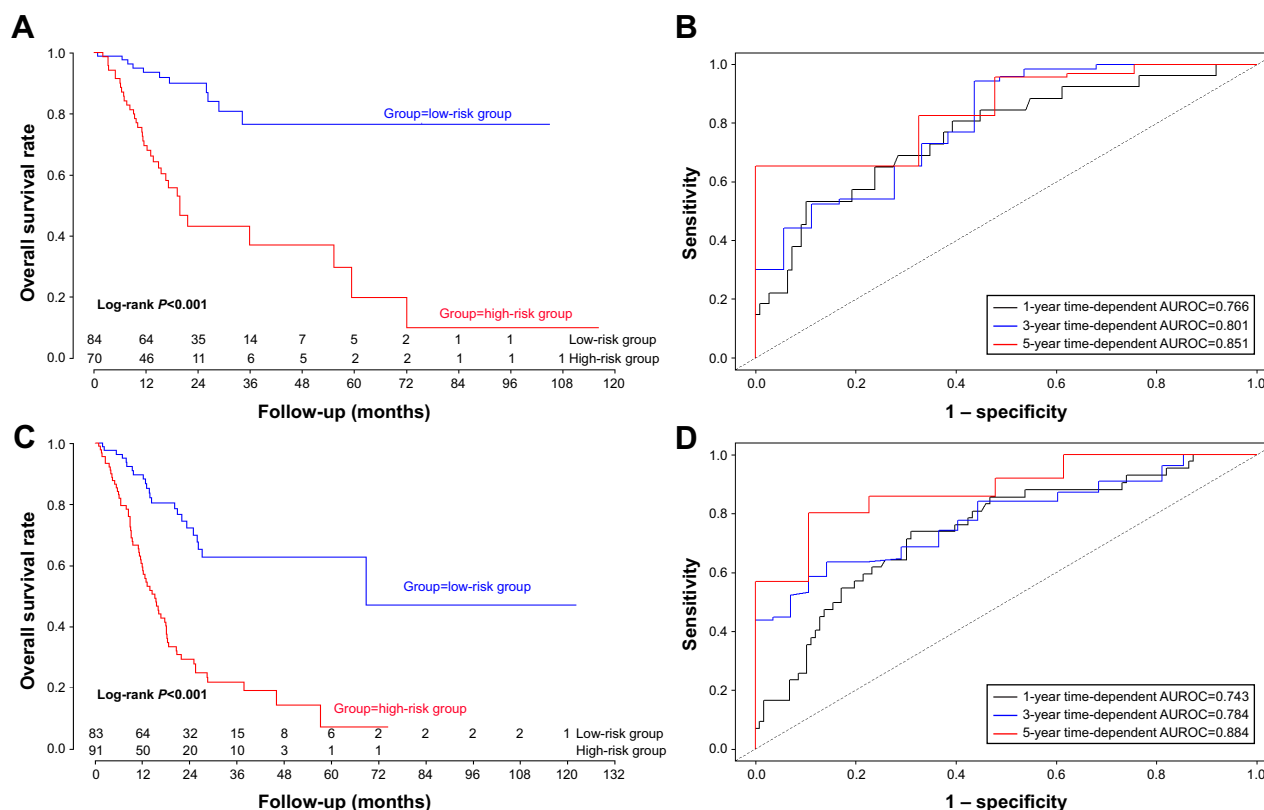 A
Overall survival rate
1.0
0.8
0.6
0.4
0.2
0.0
Group=low-risk group
Group=high-risk group
Log-rank P<0.001
84 64 35 14 7 5 2 1 1 Low-risk group
70 46 11 6 5 2 2 1 1 1 High-risk group
0 12 24 36 48 60 72 84 96 108 120
Follow-up (months)
B
Sensitivity
1.0
0.8
0.6
0.4
0.2
0.0
1-year time-dependent AUROC=0.766
3-year time-dependent AUROC=0.801
5-year time-dependent AUROC=0.851
0.0 0.2 0.4 0.6 0.8 1.0
1 – specificity
C
Overall survival rate
1.0
0.8
0.6
0.4
0.2
0.0
Group=low-risk group
Group=high-risk group
Log-rank P<0.001
83 64 32 15 8 6 2 2 2 2 1 Low-risk group
91 50 20 10 3 1 1 High-risk group
0 12 24 36 48 60 72 84 96 108 120 132
Follow-up (months)
D
Sensitivity
1.0
0.8
0.6
0.4
0.2
0.0
1-year time-dependent AUROC=0.743
3-year time-dependent AUROC=0.784
5-year time-dependent AUROC=0.884
0.0 0.2 0.4 0.6 0.8 1.0
1 – specificity